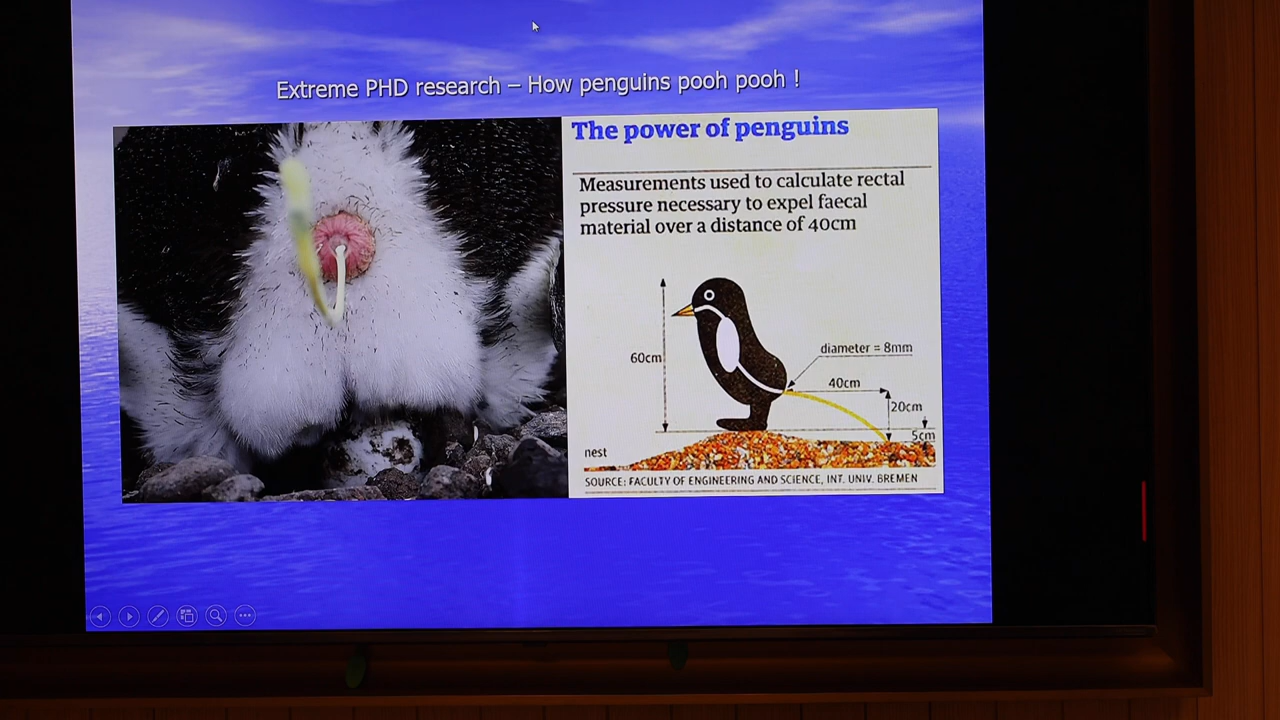 Extreme PHD research – How penguins pooh pooh !
The power of penguins
Measurements used to calculate rectal
pressure necessary to expel faecal
material over a distance of 40cm
60cm
diameter = 8mm
40cm
20cm
5cm
nest
SOURCE: FACULTY OF ENGINEERING AND SCIENCE, INT. UNIV. BREMEN